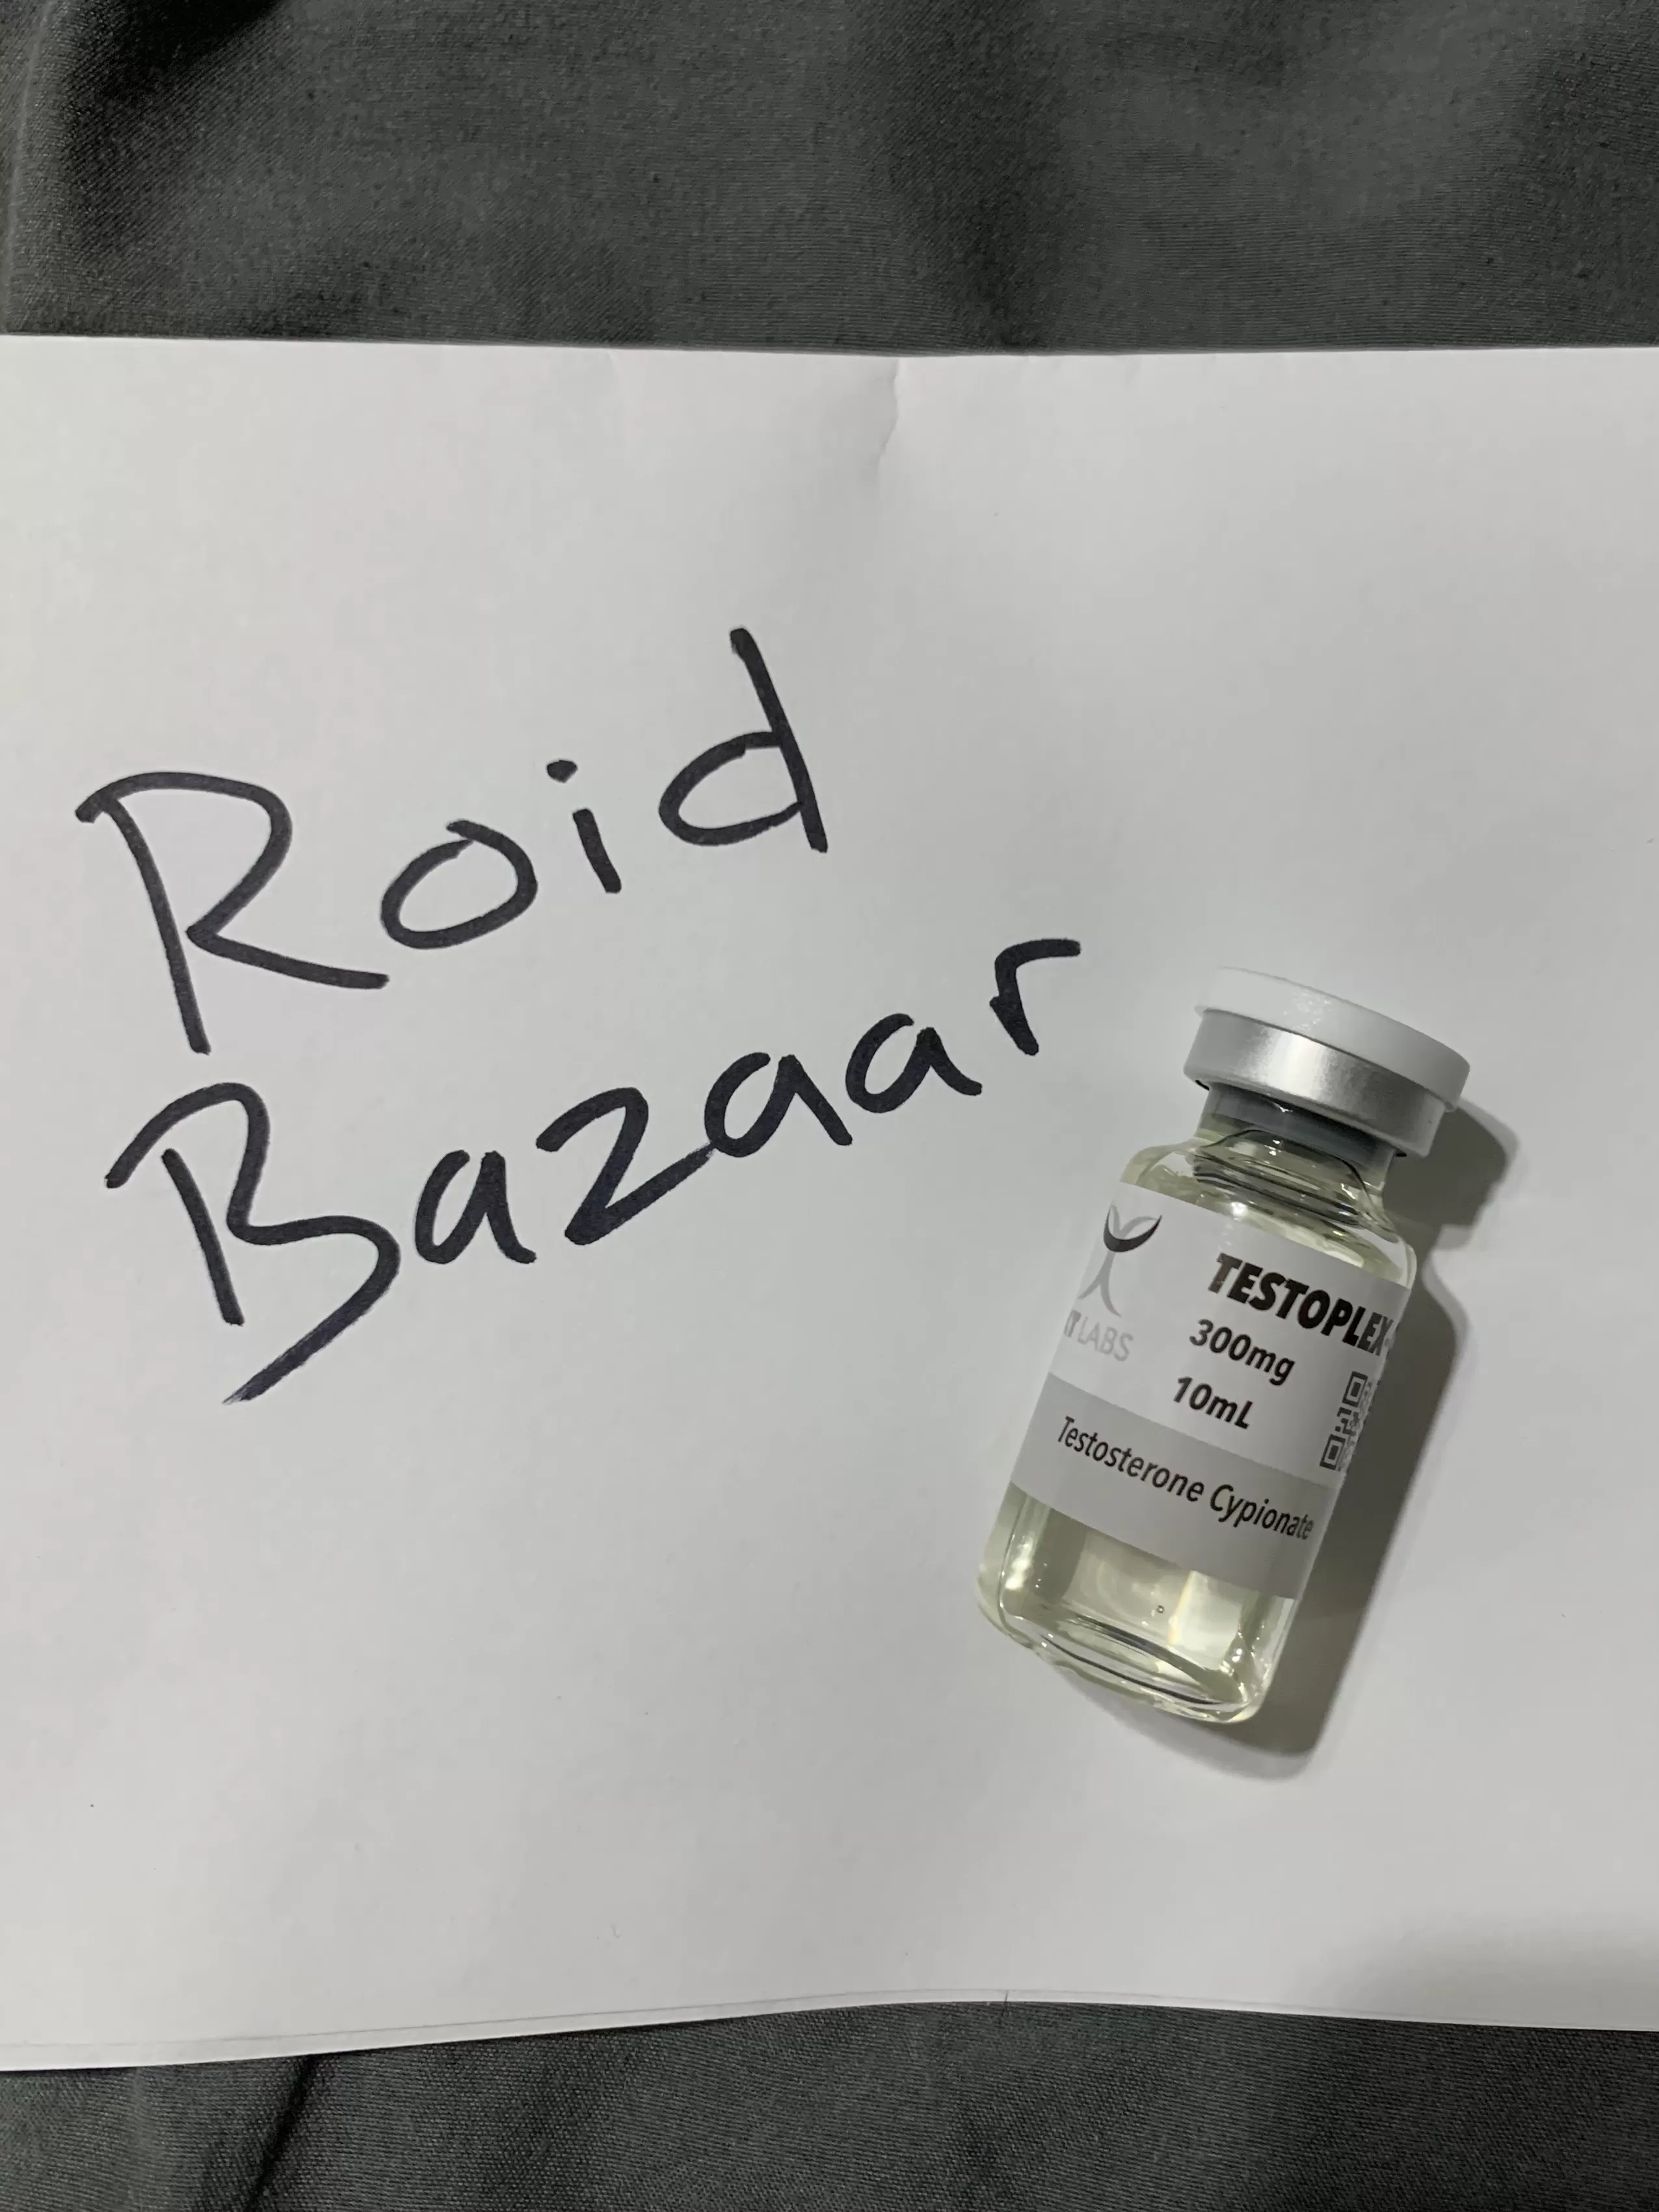 Roid
Bazaar
LABS
TESTOPLEX
300mg
10mL
Testosterone Cypionate